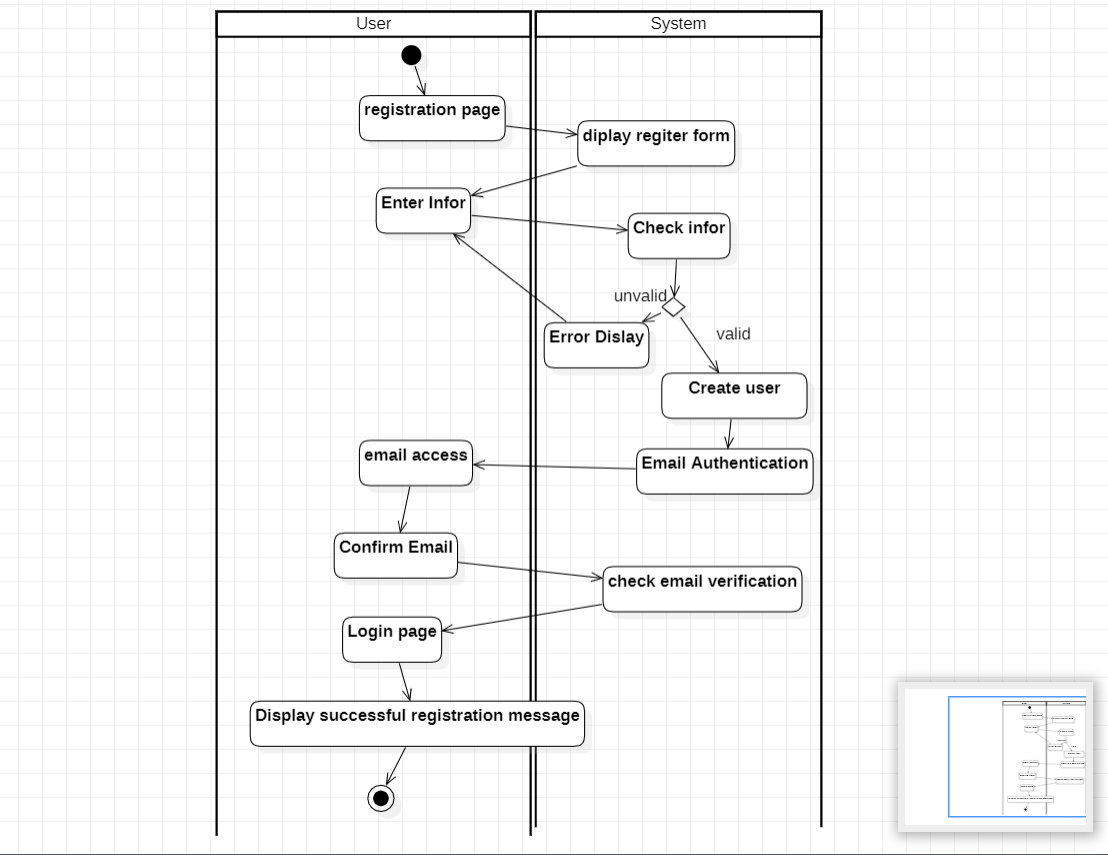 User
System
registration page
diplay regiter form
Enter Infor
Check infor
unvalid
Error Dislay
valid
Create user
email access
Email Authentication
Confirm Email
check email verification
Login page
Display successful registration message